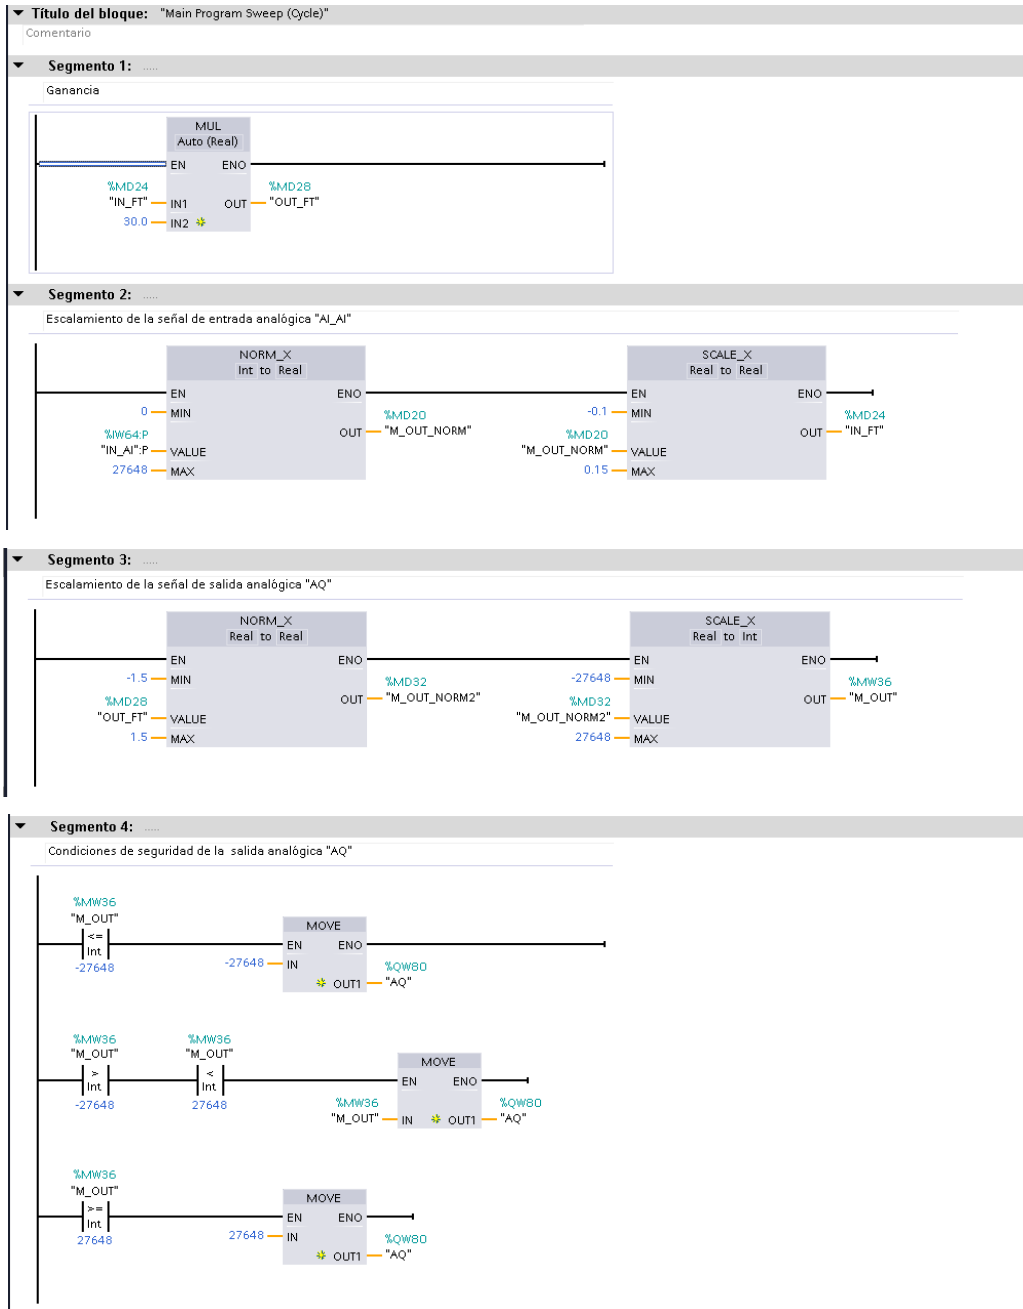 Título del bloque: "Main Program Sweep (Cycle)"
Comentario
Segmento 1: .....
Ganancia
MUL
Auto (Real)
EN ENO
%MD24 %MD28
"IN_FT" IN1 OUT "OUT_FT"
30.0 IN2
Segmento 2: .....
Escalamiento de la señal de entrada analógica "AI_AI"
NORM_X SCALE_X
Int to Real Real to Real
EN ENO EN ENO
0 MIN %MD20 -0.1 MIN %MD24
%IW64:P OUT "M_OUT_NORM" %MD20 OUT "IN_FT"
"IN_AI":P VALUE "M_OUT_NORM" VALUE
27648 MAX 0.15 MAX
Segmento 3: .....
Escalamiento de la señal de salida analógica "AQ"
NORM_X SCALE_X
Real to Real Real to Int
EN ENO EN ENO
-1.5 MIN %MD32 -27648 MIN %MW36
%MD28 OUT "M_OUT_NORM2" %MD32 OUT "M_OUT"
"OUT_FT" VALUE "M_OUT_NORM2" VALUE
1.5 MAX 27648 MAX
Segmento 4: .....
Condiciones de seguridad de la salida analógica "AQ"
%MW36
"M_OUT" MOVE
<= EN ENO
Int
-27648 -27648 IN %QW80
OUT1 "AQ"
%MW36 %MW36
"M_OUT" "M_OUT" MOVE
> < EN ENO
Int Int
-27648 27648 %MW36 %QW80
"M_OUT" IN OUT1 "AQ"
%MW36
"M_OUT" MOVE
>= EN ENO
Int
27648 27648 IN %QW80
OUT1 "AQ"